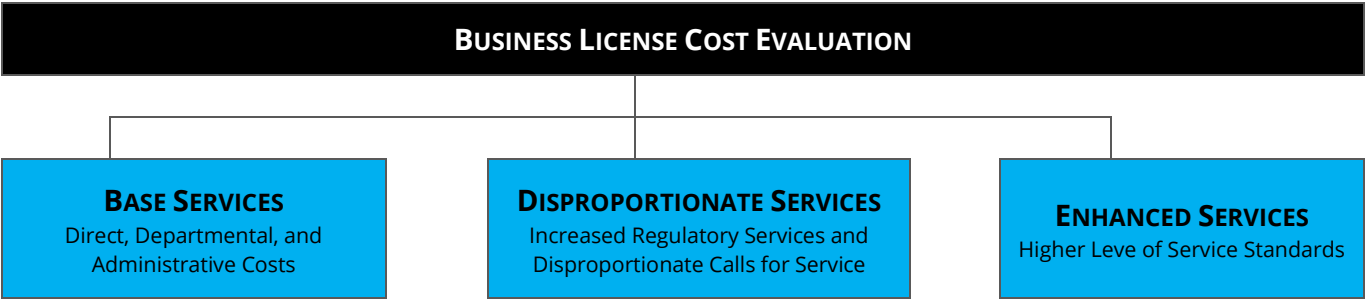 BUSINESS LICENSE COST EVALUATION
BASE SERVICES
Direct, Departmental, and
Administrative Costs
DISPROPORTIONATE SERVICES
Increased Regulatory Services and
Disproportionate Calls for Service
ENHANCED SERVICES
Higher Leve of Service Standards